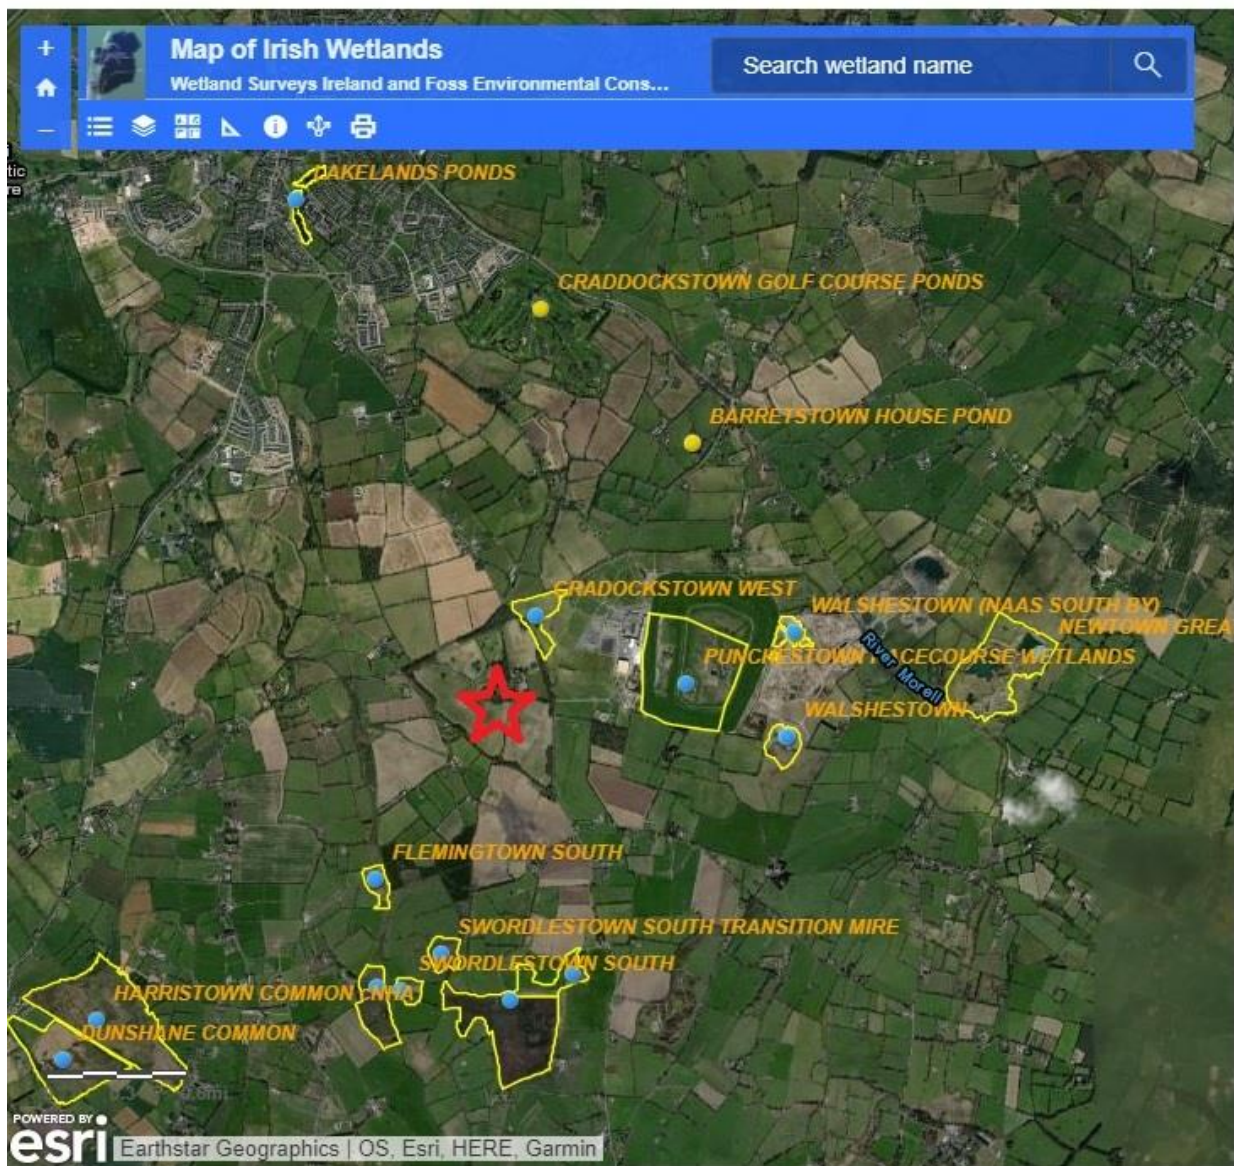 Map of Irish Wetlands
Wetland Surveys Ireland and Foss Environmental Cons...
Search wetland name
tic
re
LAKELANDS PONDS
CRADDOCKSTOWN GOLF COURSE PONDS
BARRETSTOWN HOUSE POND
CRADOCKSTOWN WEST
WALSHESTOWN (NAAS SOUTH BY)
NEWTOWN GREA
PUNCHESTOWN RACECOURSE WETLANDS
River Morell
WALSHESTOWN
FLEMINGTOWN SOUTH
SWORDLESTOWN SOUTH TRANSITION MIRE
SWORDLESTOWN SOUTH
HARRISTOWN COMMON CNHA
DUNSHANE COMMON
POWERED BY
esri
Earthstar Geographics | OS, Esri, HERE, Garmin